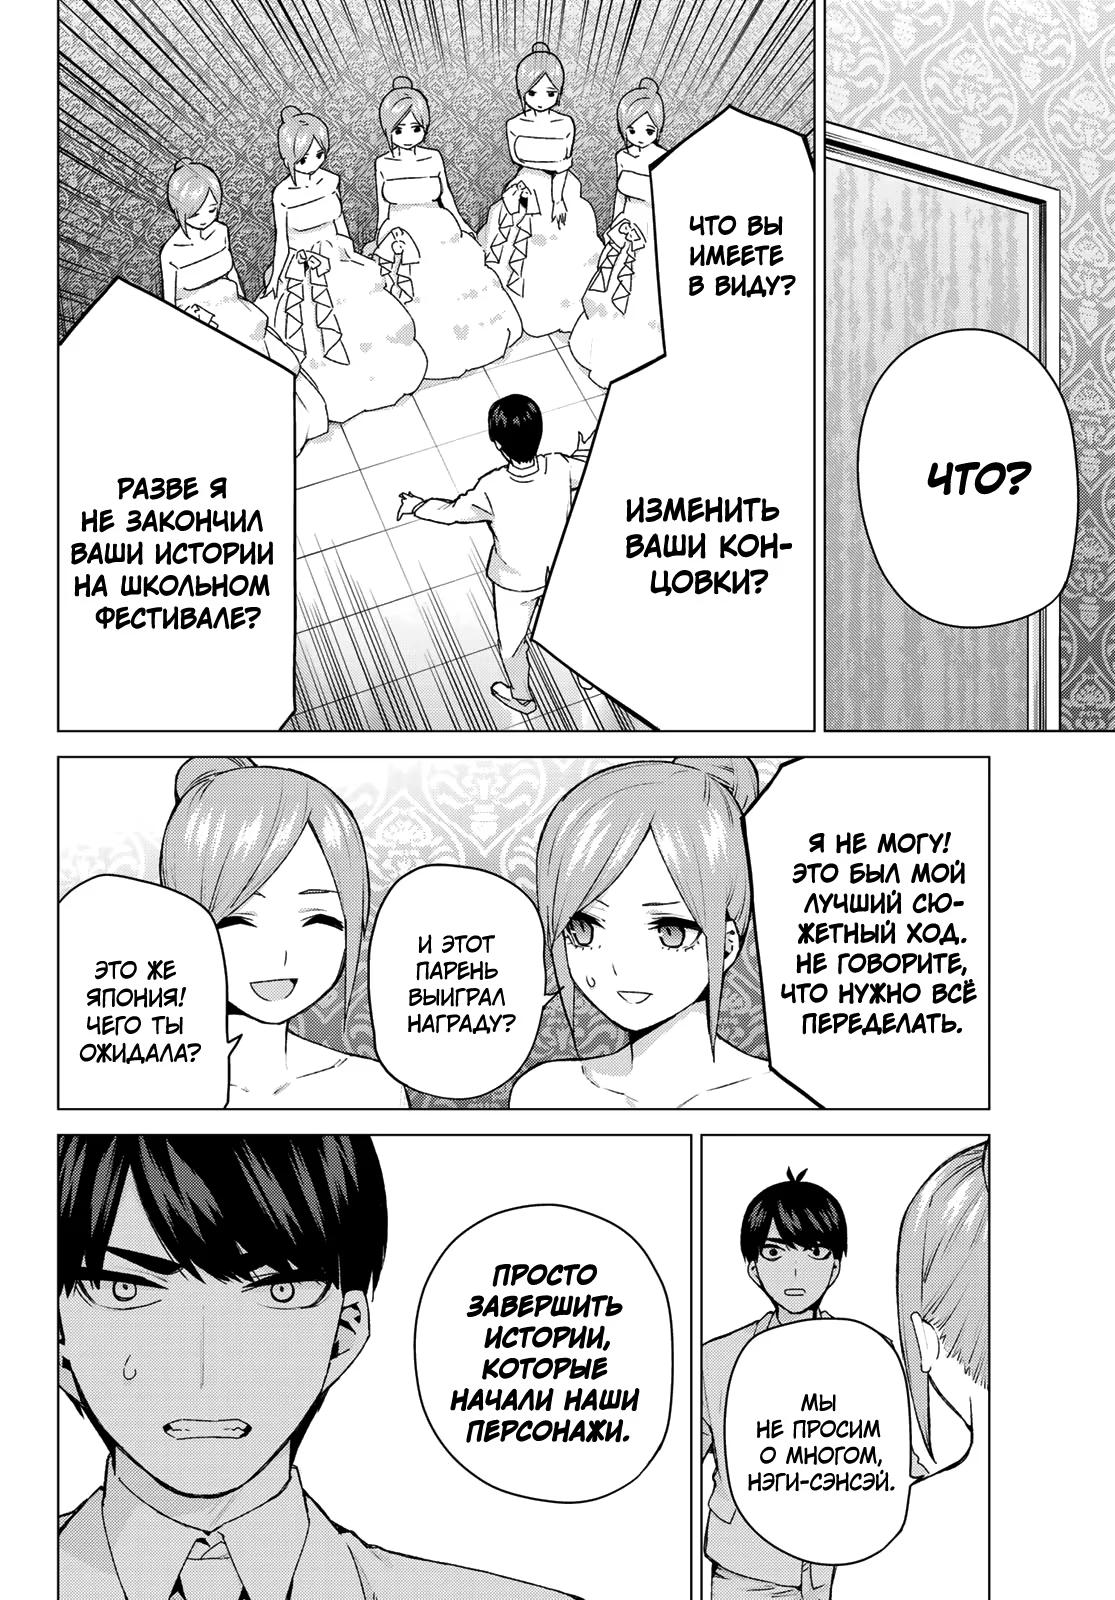 ЧТО?
ЧТО ВЫ
ИМЕЕТЕ
В ВИДУ?
ИЗМЕНИТЬ
ВАШИ КОН-
ЦОВКИ?
РАЗВЕ Я
НЕ ЗАКОНЧИЛ
ВАШИ ИСТОРИИ
НА ШКОЛЬНОМ
ФЕСТИВАЛЕ?
Я НЕ МОГУ!
ЭТО БЫЛ МОЙ
ЛУЧШИЙ СЮ-
ЖЕТНЫЙ ХОД.
НЕ ГОВОРИТЕ,
ЧТО НУЖНО ВСЁ
ПЕРЕДЕЛАТЬ.
И ЭТОТ
ПАРЕНЬ
ВЫИГРАЛ
НАГРАДУ?
ЭТО ЖЕ
ЯПОНИЯ!
ЧЕГО ТЫ
ОЖИДАЛА?
МЫ
НЕ ПРОСИМ
О МНОГОМ,
НЭГИ-СЭНСЭЙ.
ПРОСТО
ЗАВЕРШИТЬ
ИСТОРИИ,
КОТОРЫЕ
НАЧАЛИ НАШИ
ПЕРСОНАЖИ.